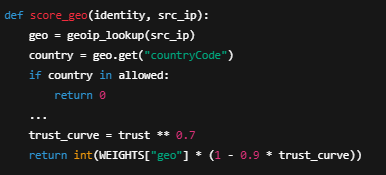 def score_geo(identity, src_ip):
    geo = geoip_lookup(src_ip)
    country = geo.get("countryCode")
    if country in allowed:
        return 0
    ...
    trust_curve = trust ** 0.7
    return int(WEIGHTS["geo"] * (1 - 0.9 * trust_curve))